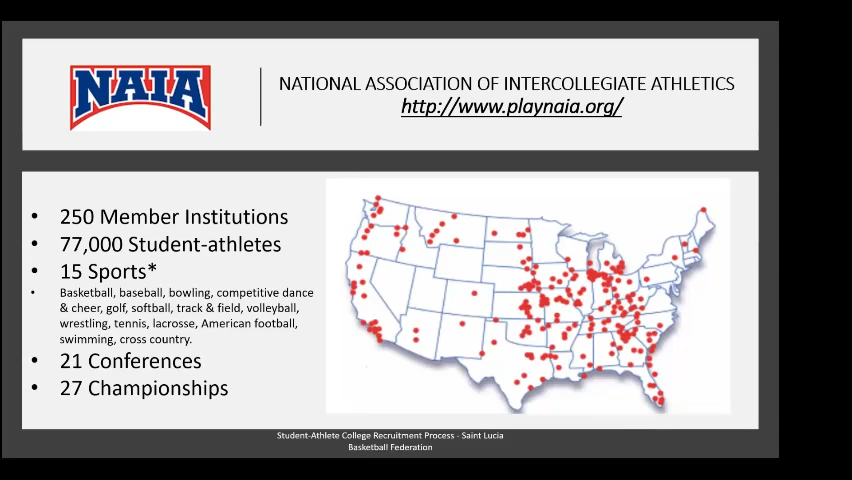 NAIA
NATIONAL ASSOCIATION OF INTERCOLLEGIATE ATHLETICS
http://www.playnaia.org/
• 250 Member Institutions
• 77,000 Student-athletes
• 15 Sports*
• Basketball, baseball, bowling, competitive dance
& cheer, golf, softball, track & field, volleyball,
wrestling, tennis, lacrosse, American football,
swimming, cross country.
• 21 Conferences
• 27 Championships
Student-Athlete College Recruitment Process - Saint Lucia
Basketball Federation